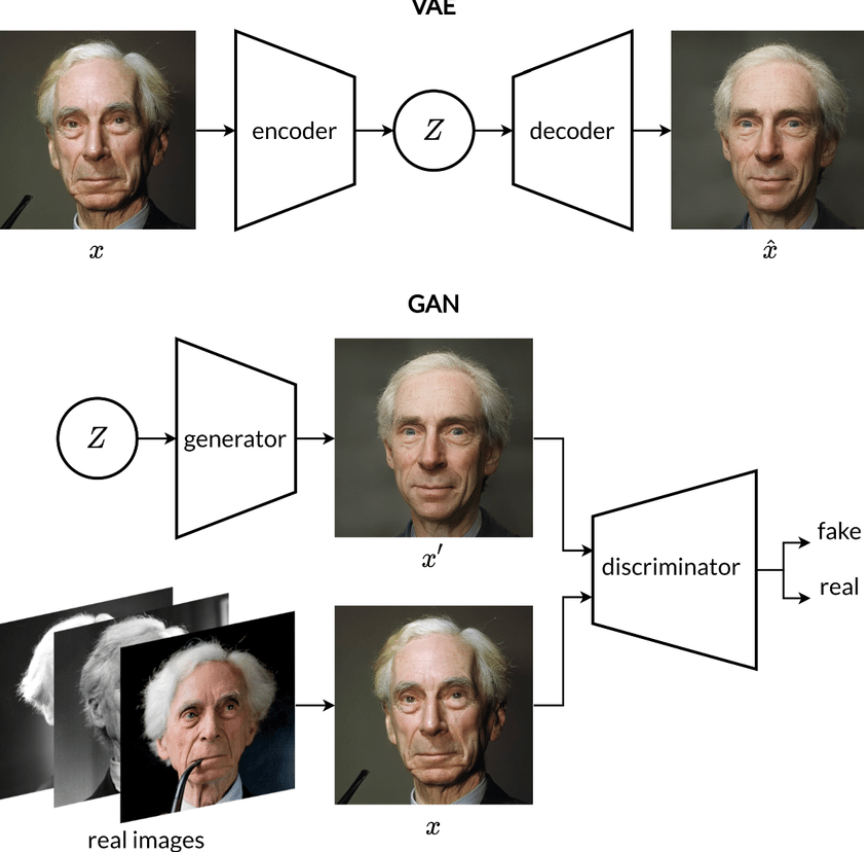 VAE
encoder
Z
decoder
x
x̂
GAN
Z
generator
x′
discriminator
fake
real
real images
x